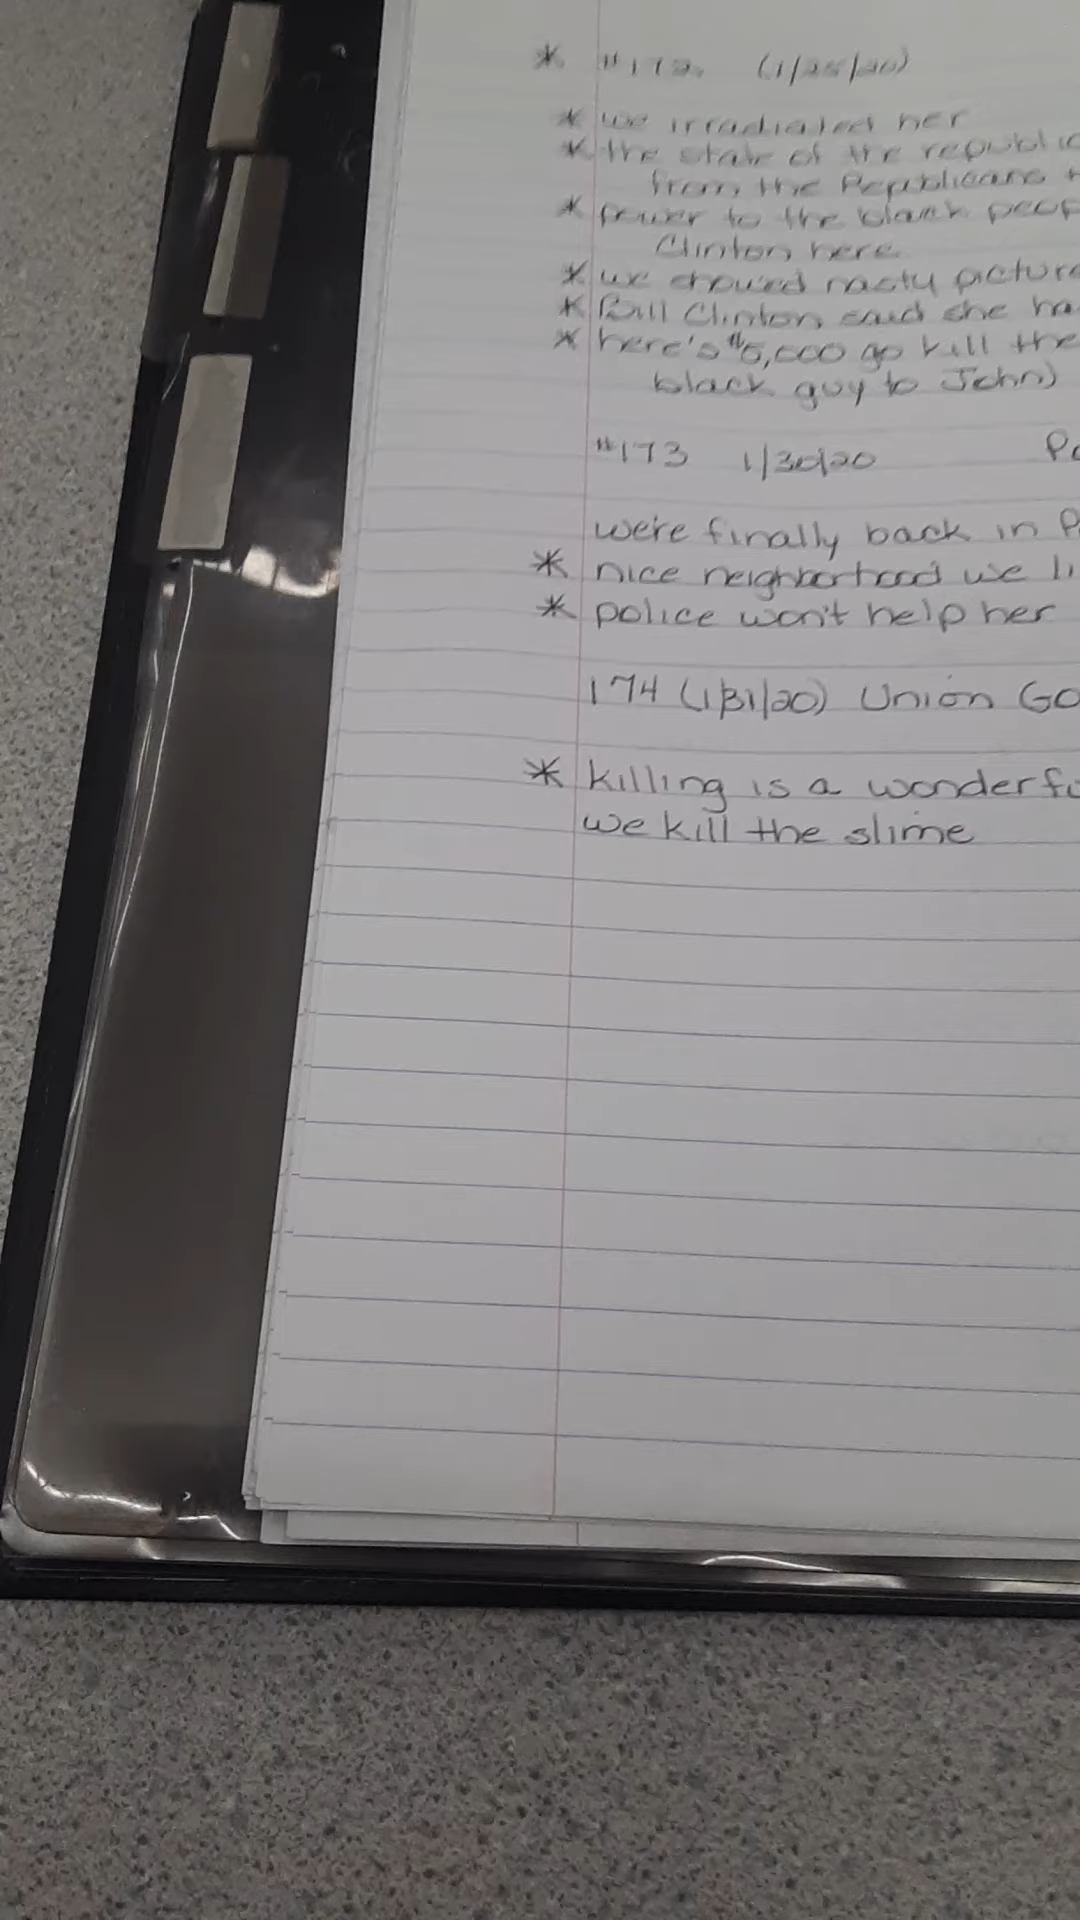 * #172. (1/25/20)
* we irradiated her
* the state of the republic
from the Republicans
* power to the black peop
Clinton here
* we showed nasty picture
* Bill Clinton said she ha
* here's $5,000 go kill the
black guy to John)
#173 1/30/20 Po
we're finally back in P
* nice neighborhood we li
* police won't help her
174 (1/31/20) Union Go
* killing is a wonderfu
we kill the slime